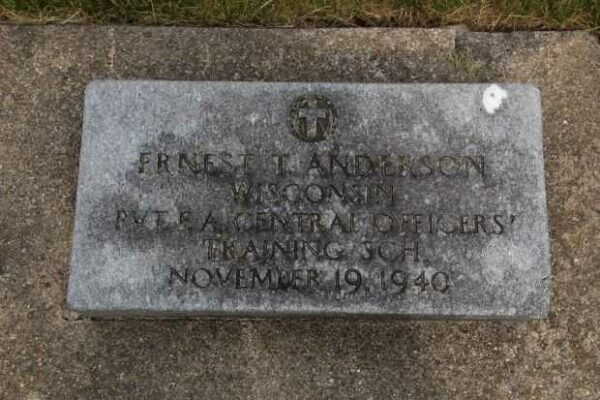 ERNEST T. ANDERSON
WISCONSIN
PVT. F. A. CENTRAL OFFICERS'
TRAINING SCH.
NOVEMBER 19, 1940